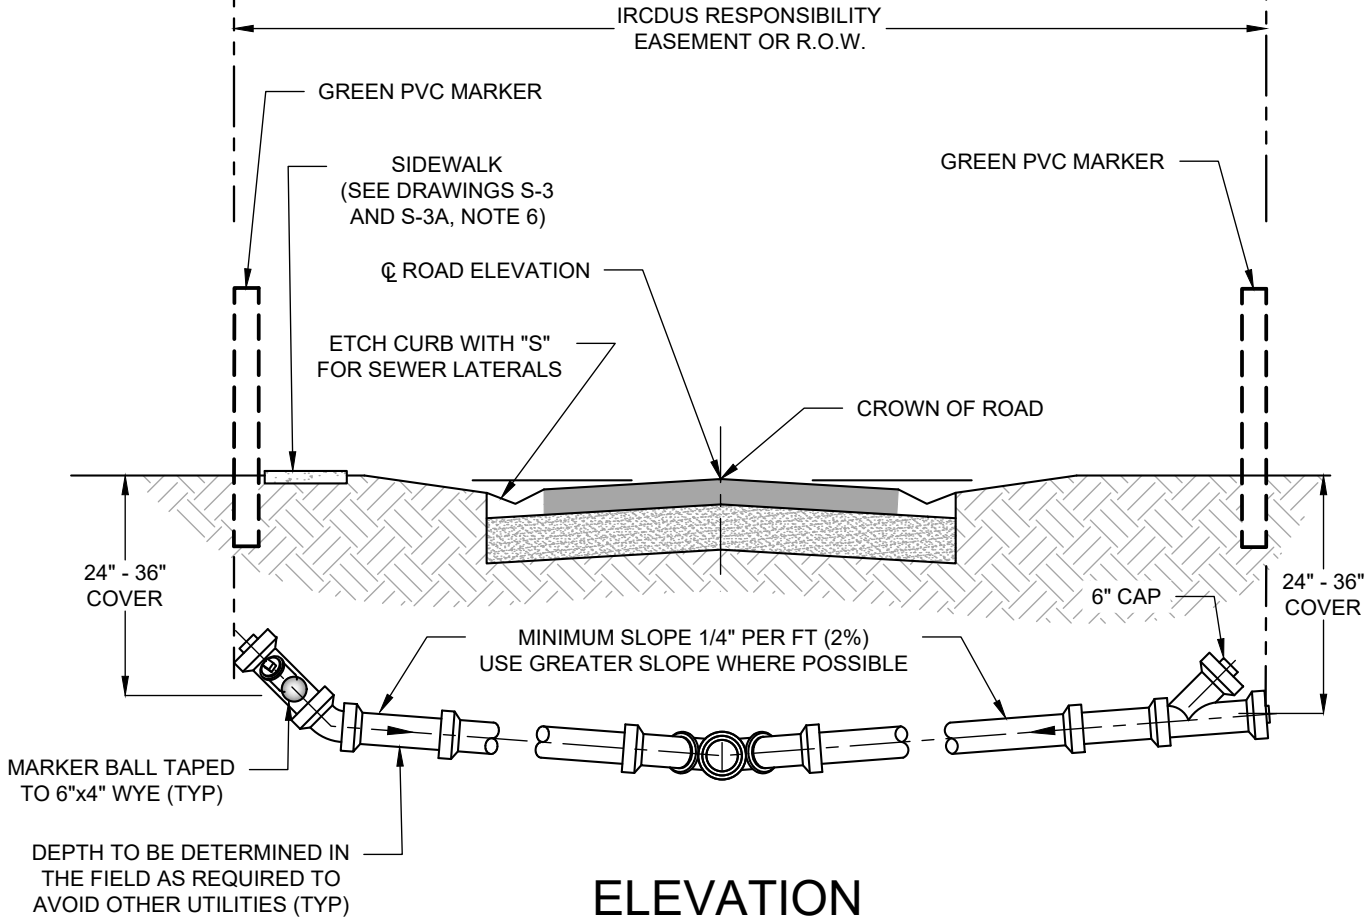 IRCDUS RESPONSIBILITY
EASEMENT OR R.O.W.
GREEN PVC MARKER
SIDEWALK
(SEE DRAWINGS S-3
AND S-3A, NOTE 6)
GREEN PVC MARKER
℄ ROAD ELEVATION
ETCH CURB WITH "S"
FOR SEWER LATERALS
CROWN OF ROAD
24" - 36"
COVER
24" - 36"
COVER
6" CAP
MINIMUM SLOPE 1/4" PER FT (2%)
USE GREATER SLOPE WHERE POSSIBLE
MARKER BALL TAPED
TO 6"x4" WYE (TYP)
DEPTH TO BE DETERMINED IN
THE FIELD AS REQUIRED TO
AVOID OTHER UTILITIES (TYP)
ELEVATION